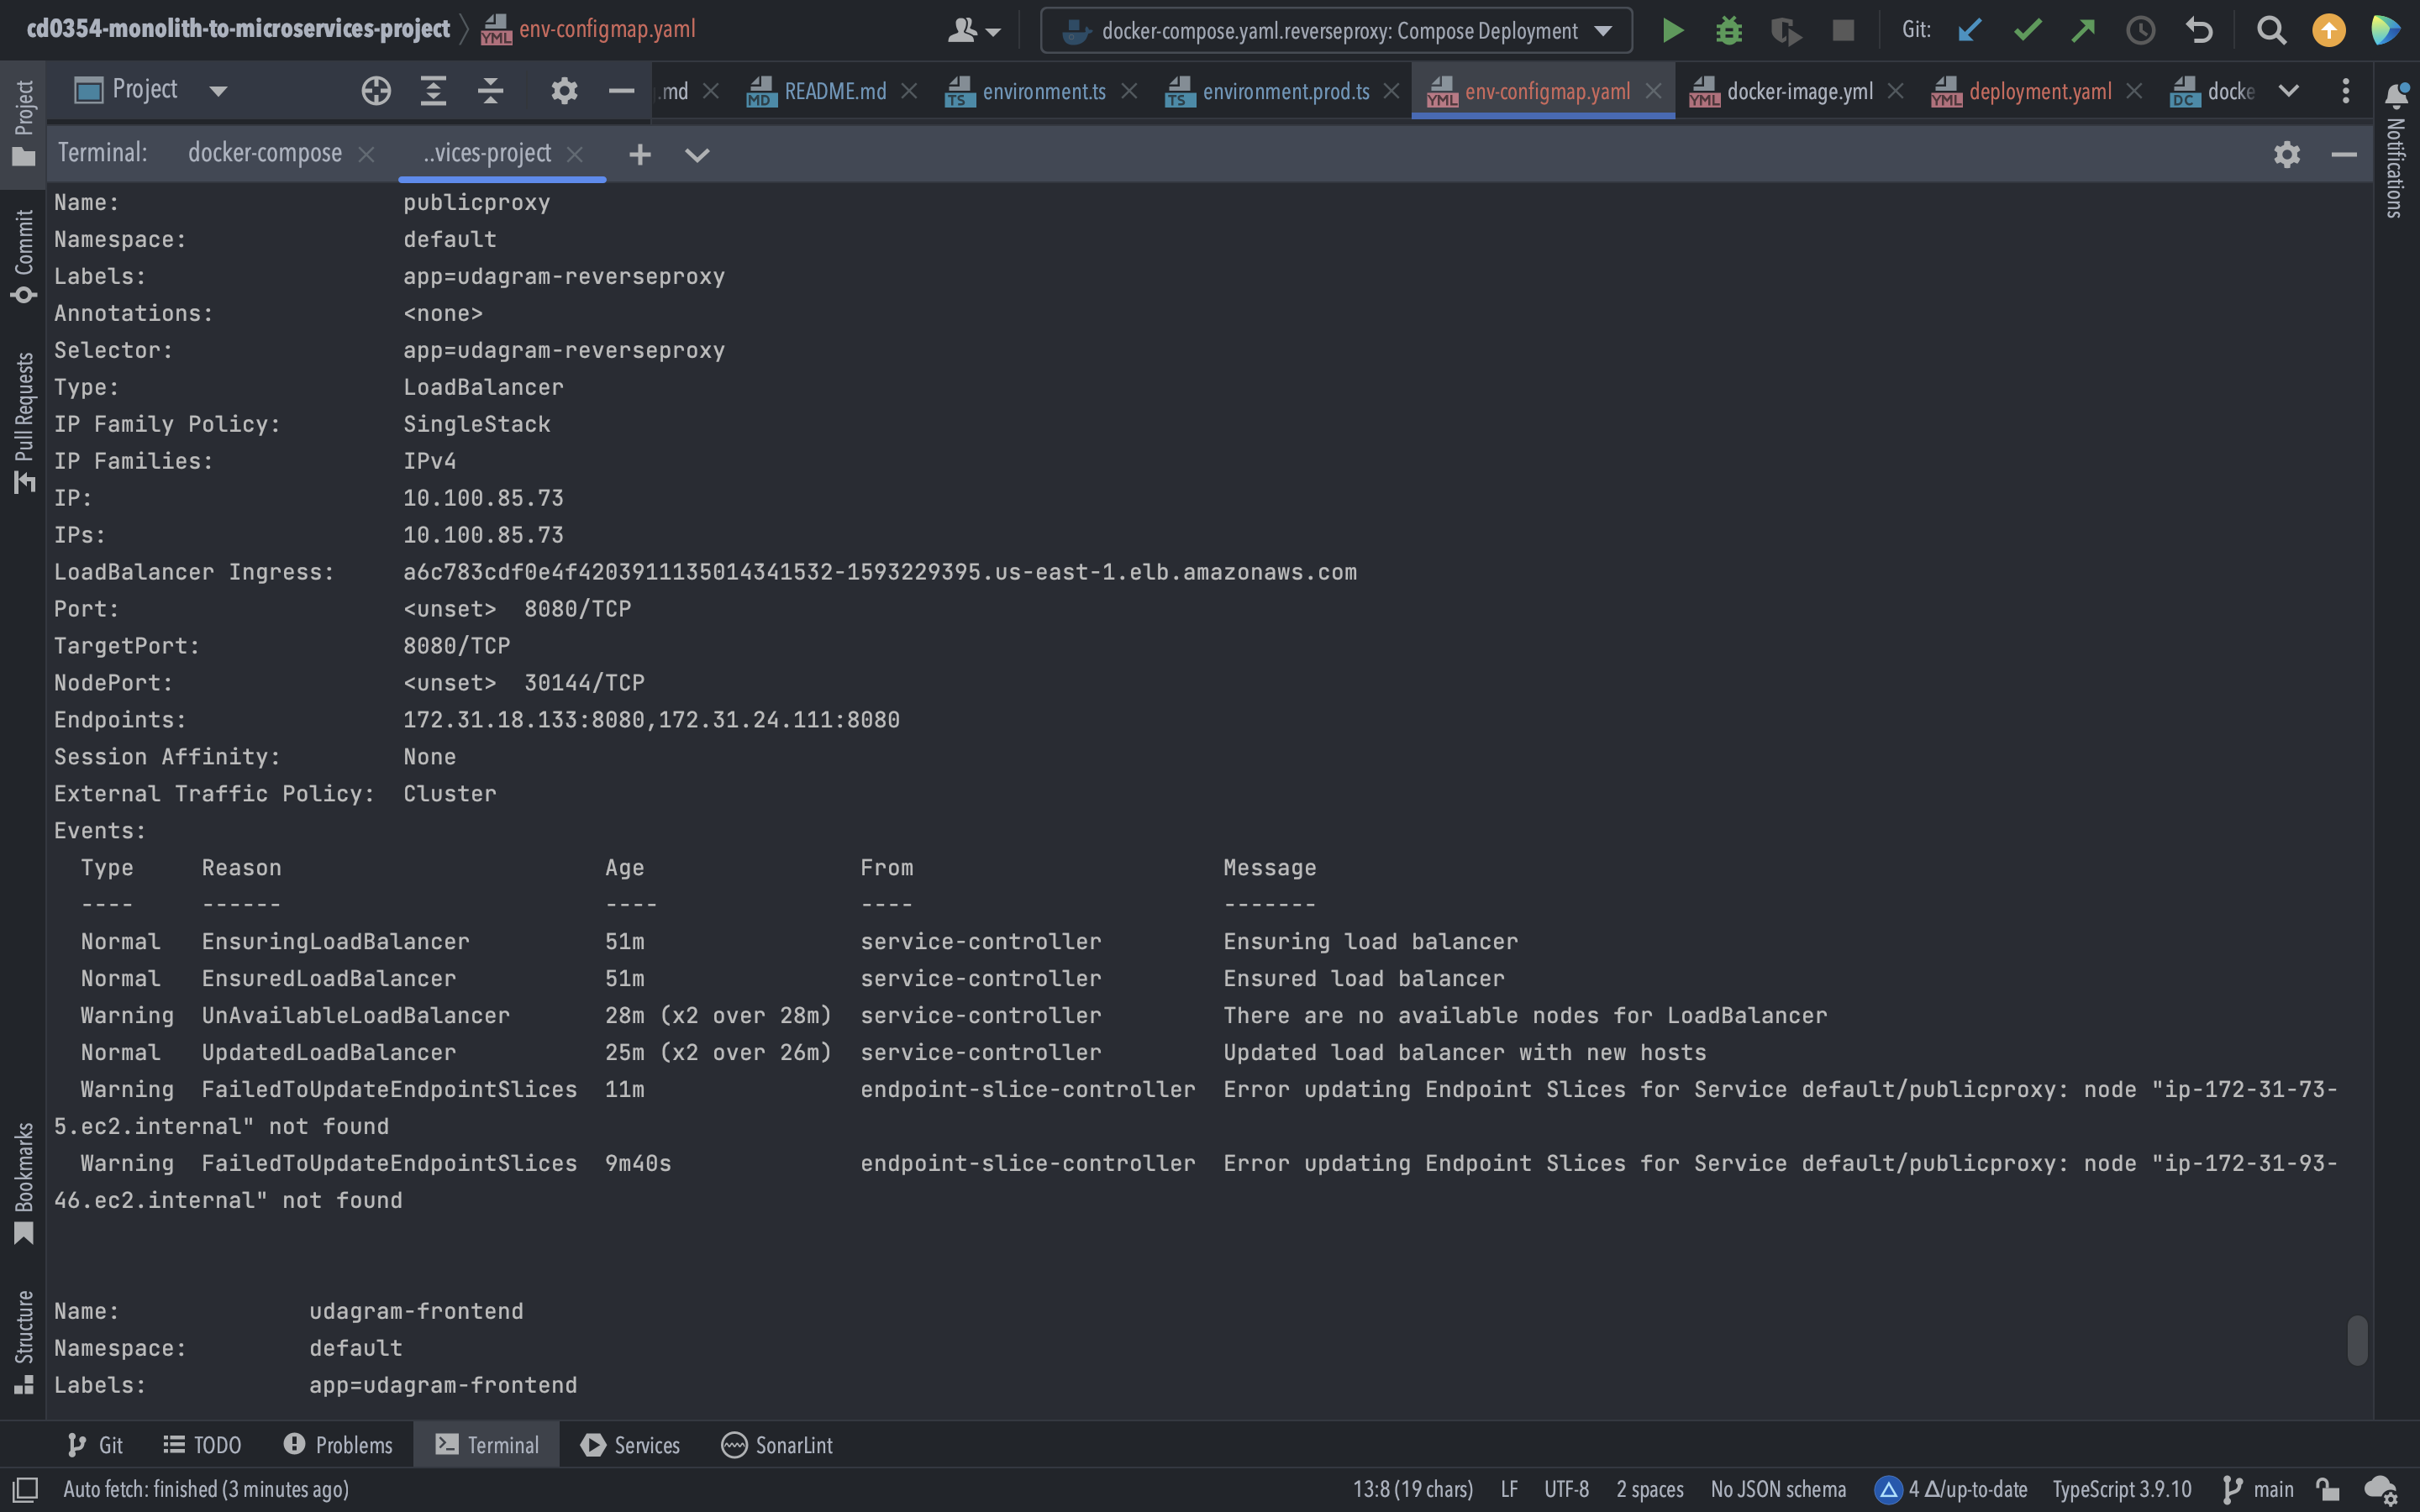 cd0354-monolith-to-microservices-project
env-configmap.yaml
docker-compose.yaml.reverseproxy: Compose Deployment
Git:
Project
Project
.md
README.md
environment.ts
environment.prod.ts
env-configmap.yaml
docker-image.yml
deployment.yaml
docke
Notifications
Commit
Pull Requests
Bookmarks
Structure
Terminal:
docker-compose
..vices-project
Name: publicproxy
Namespace: default
Labels: app=udagram-reverseproxy
Annotations: <none>
Selector: app=udagram-reverseproxy
Type: LoadBalancer
IP Family Policy: SingleStack
IP Families: IPv4
IP: 10.100.85.73
IPs: 10.100.85.73
LoadBalancer Ingress: a6c783cdf0e4f4203911135014341532-1593229395.us-east-1.elb.amazonaws.com
Port: <unset> 8080/TCP
TargetPort: 8080/TCP
NodePort: <unset> 30144/TCP
Endpoints: 172.31.18.133:8080,172.31.24.111:8080
Session Affinity: None
External Traffic Policy: Cluster
Events:
Type Reason Age From Message
---- ------ ---- ---- -------
Normal EnsuringLoadBalancer 51m service-controller Ensuring load balancer
Normal EnsuredLoadBalancer 51m service-controller Ensured load balancer
Warning UnAvailableLoadBalancer 28m (x2 over 28m) service-controller There are no available nodes for LoadBalancer
Normal UpdatedLoadBalancer 25m (x2 over 26m) service-controller Updated load balancer with new hosts
Warning FailedToUpdateEndpointSlices 11m endpoint-slice-controller Error updating Endpoint Slices for Service default/publicproxy: node "ip-172-31-73-
5.ec2.internal" not found
Warning FailedToUpdateEndpointSlices 9m40s endpoint-slice-controller Error updating Endpoint Slices for Service default/publicproxy: node "ip-172-31-93-
46.ec2.internal" not found
Name: udagram-frontend
Namespace: default
Labels: app=udagram-frontend
Git
TODO
Problems
Terminal
Services
SonarLint
Auto fetch: finished (3 minutes ago)
13:8 (19 chars)
LF
UTF-8
2 spaces
No JSON schema
4 Δ/up-to-date
TypeScript 3.9.10
main